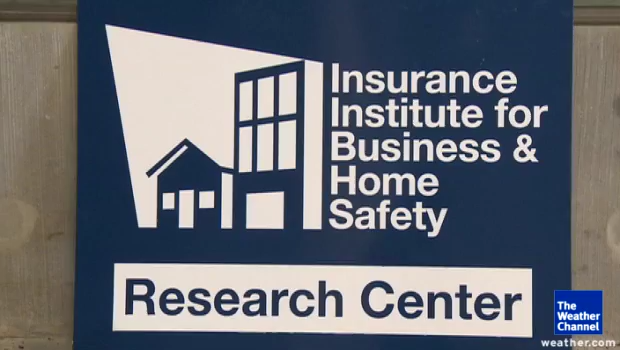 Insurance
Institute for
Business &
Home
Safety
Research Center
The
Weather
Channel
weather.com